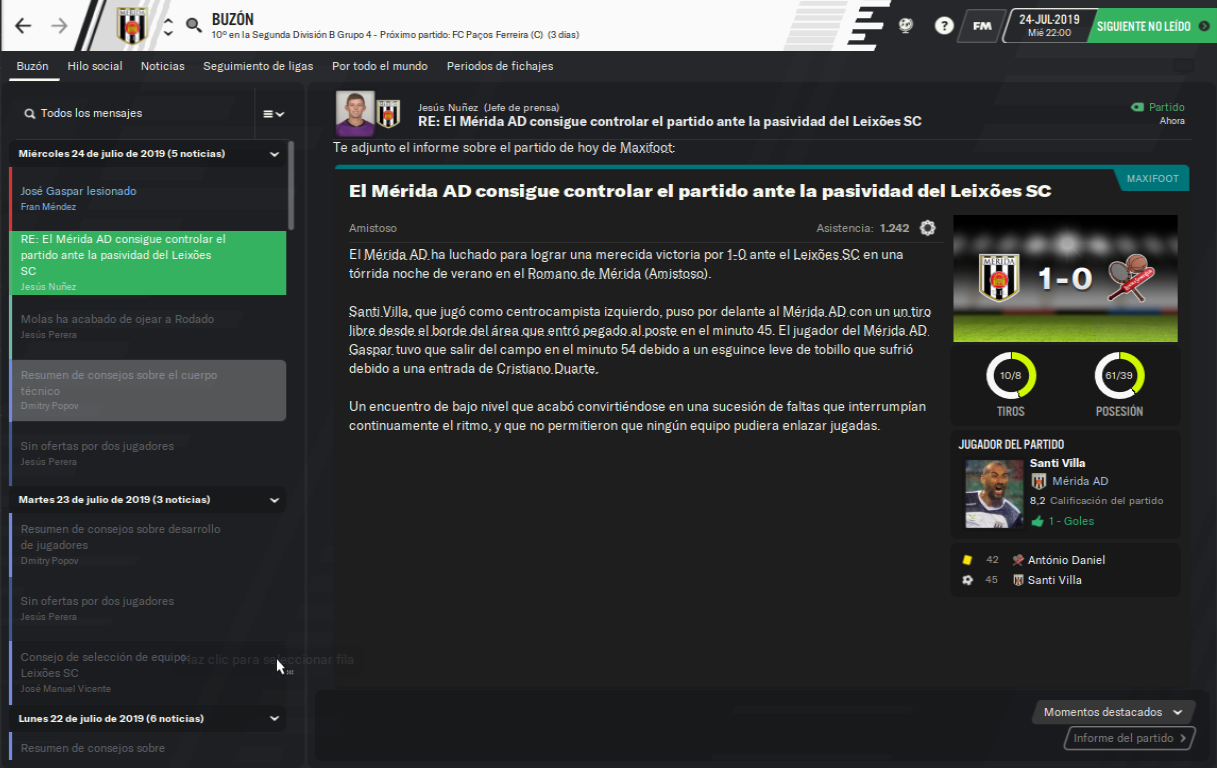 BUZÓN
10º en la Segunda División B Grupo 4 - Próximo partido: FC Paços Ferreira (C) (3 días)
?
FM
24-JUL-2019
Mié 22:00
SIGUIENTE NO LEÍDO
Buzón
Hilo social
Noticias
Seguimiento de ligas
Por todo el mundo
Periodos de fichajes
Todos los mensajes
Miércoles 24 de julio de 2019 (5 noticias)
José Gaspar lesionado
Fran Méndez
RE: El Mérida AD consigue controlar el
partido ante la pasividad del Leixões
SC
Jesús Nuñez
Molas ha acabado de ojear a Rodado
Jesús Perera
Resumen de consejos sobre el cuerpo
técnico
Dmitry Popov
Sin ofertas por dos jugadores
Jesús Perera
Martes 23 de julio de 2019 (3 noticias)
Resumen de consejos sobre desarrollo
de jugadores
Dmitry Popov
Sin ofertas por dos jugadores
Jesús Perera
Consejo de selección de equipo:
Leixões SC
José Manuel Vicente
Haz clic para seleccionar fila
Lunes 22 de julio de 2019 (6 noticias)
Resumen de consejos sobre
Jesús Nuñez (Jefe de prensa)
RE: El Mérida AD consigue controlar el partido ante la pasividad del Leixões SC
Partido
Ahora
Te adjunto el informe sobre el partido de hoy de Maxifoot:
MAXIFOOT
El Mérida AD consigue controlar el partido ante la pasividad del Leixões SC
Amistoso
Asistencia: 1.242
El Mérida AD ha luchado para lograr una merecida victoria por 1-0 ante el Leixões SC en una
tórrida noche de verano en el Romano de Mérida (Amistoso).
Santi Villa, que jugó como centrocampista izquierdo, puso por delante al Mérida AD con un tiro
libre desde el borde del área que entró pegado al poste en el minuto 45. El jugador del Mérida AD
Gaspar tuvo que salir del campo en el minuto 54 debido a un esguince leve de tobillo que sufrió
debido a una entrada de Cristiano Duarte.
Un encuentro de bajo nivel que acabó convirtiéndose en una sucesión de faltas que interrumpían
continuamente el ritmo, y que no permitieron que ningún equipo pudiera enlazar jugadas.
MERIDA
1-0
10/8
TIROS
61/39
POSESIÓN
JUGADOR DEL PARTIDO
Santi Villa
Mérida AD
8,2 Calificación del partido
1 - Goles
42 António Daniel
45 Santi Villa
Momentos destacados
Informe del partido